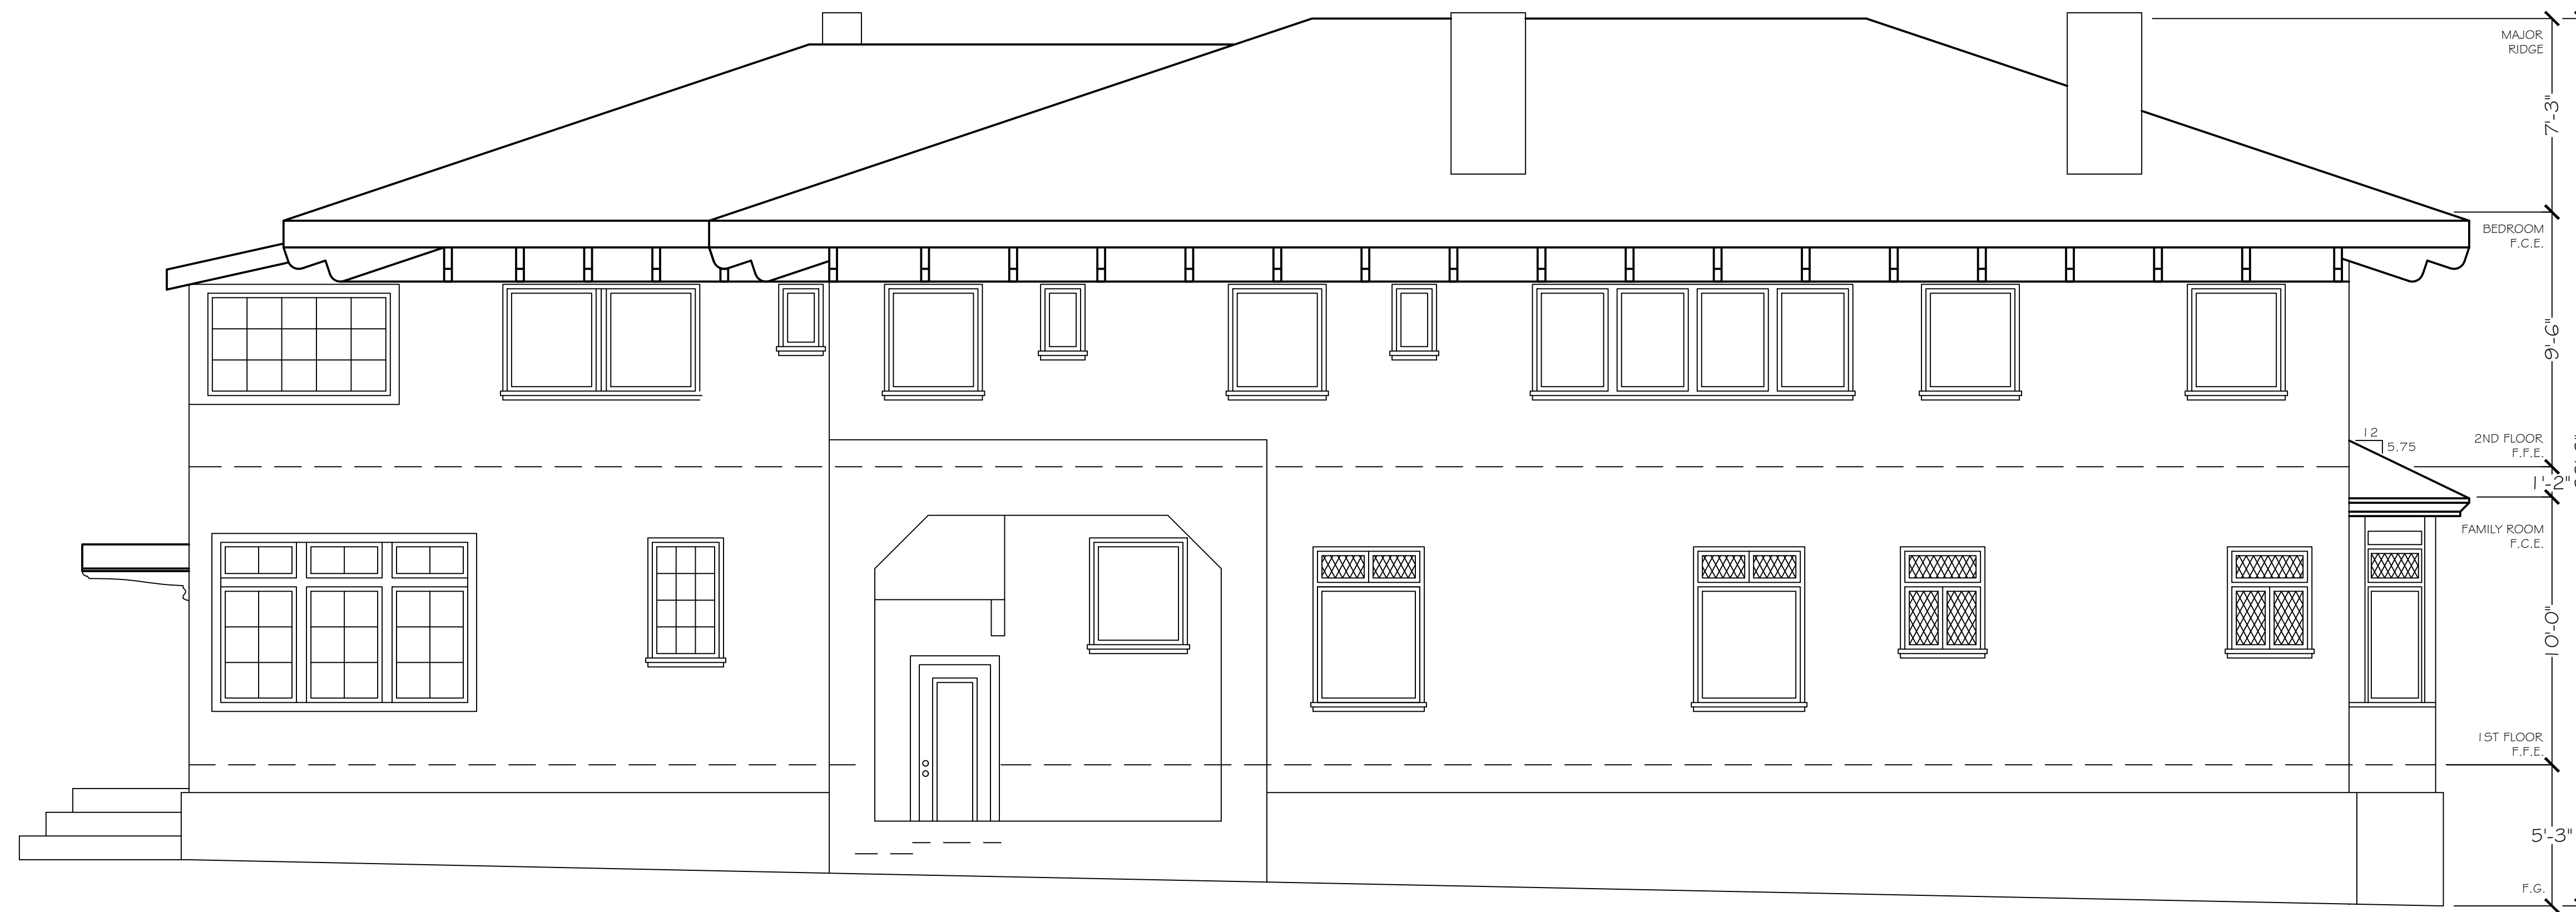 MAJOR
RIDGE
7'-3"
BEDROOM
F.C.E.
9'-6"
12
5.75
2ND FLOOR
F.F.E.
1'-2"
FAMILY ROOM
F.C.E.
10'-0"
1ST FLOOR
F.F.E.
5'-3"
F.G.